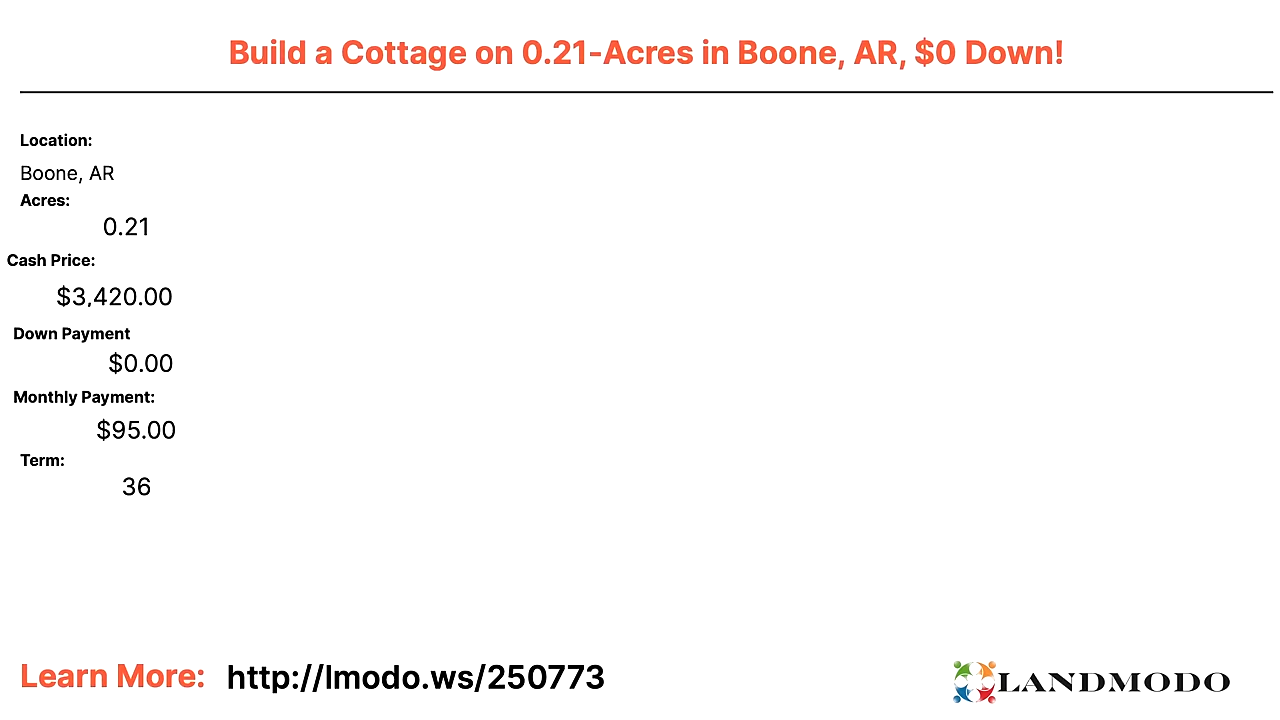 Build a Cottage on 0.21-Acres in Boone, AR, $0 Down!
Location:
Boone, AR
Acres:
0.21
Cash Price:
$3,420.00
Down Payment
$0.00
Monthly Payment:
$95.00
Term:
36
Learn More: http://lmodo.ws/250773
LANDMODO